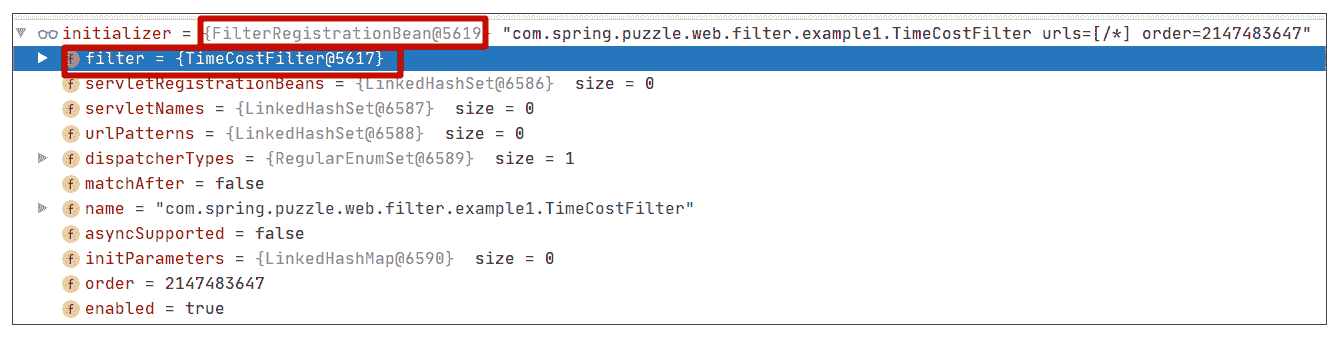 initializer = {FilterRegistrationBean@5619} "com.spring.puzzle.web.filter.example1.TimeCostFilter urls=[/*] order=2147483647"
f filter = {TimeCostFilter@5617}
f servletRegistrationBeans = {LinkedHashSet@6586} size = 0
f servletNames = {LinkedHashSet@6587} size = 0
f urlPatterns = {LinkedHashSet@6588} size = 0
f dispatcherTypes = {RegularEnumSet@6589} size = 1
f matchAfter = false
f name = "com.spring.puzzle.web.filter.example1.TimeCostFilter"
f asyncSupported = false
f initParameters = {LinkedHashMap@6590} size = 0
f order = 2147483647
f enabled = true